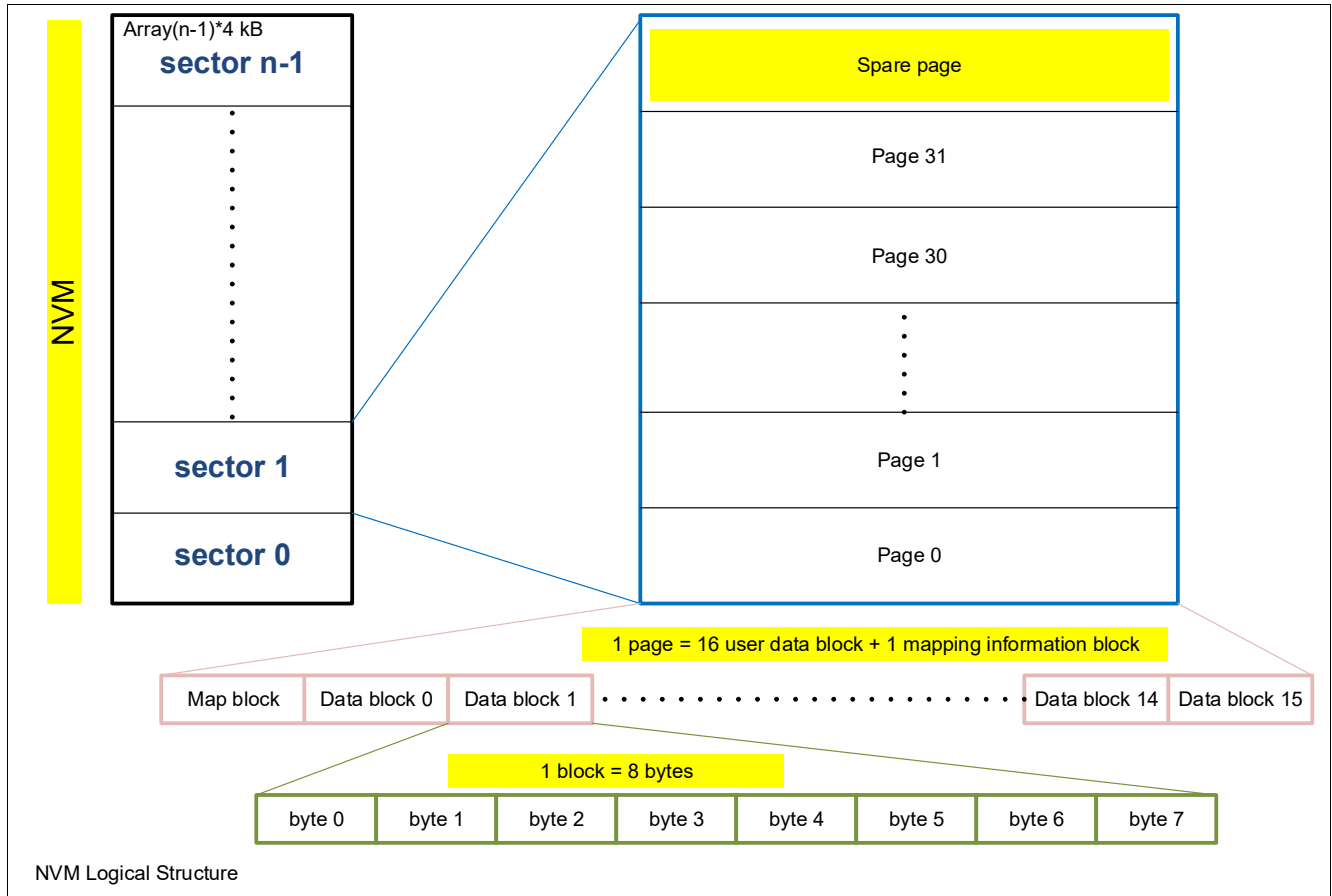 NVM
Array(n-1)*4 kB
sector n-1
sector 1
sector 0
Spare page
Page 31
Page 30
Page 1
Page 0
1 page = 16 user data block + 1 mapping information block
Map block
Data block 0
Data block 1
Data block 14
Data block 15
1 block = 8 bytes
byte 0
byte 1
byte 2
byte 3
byte 4
byte 5
byte 6
byte 7
NVM Logical Structure